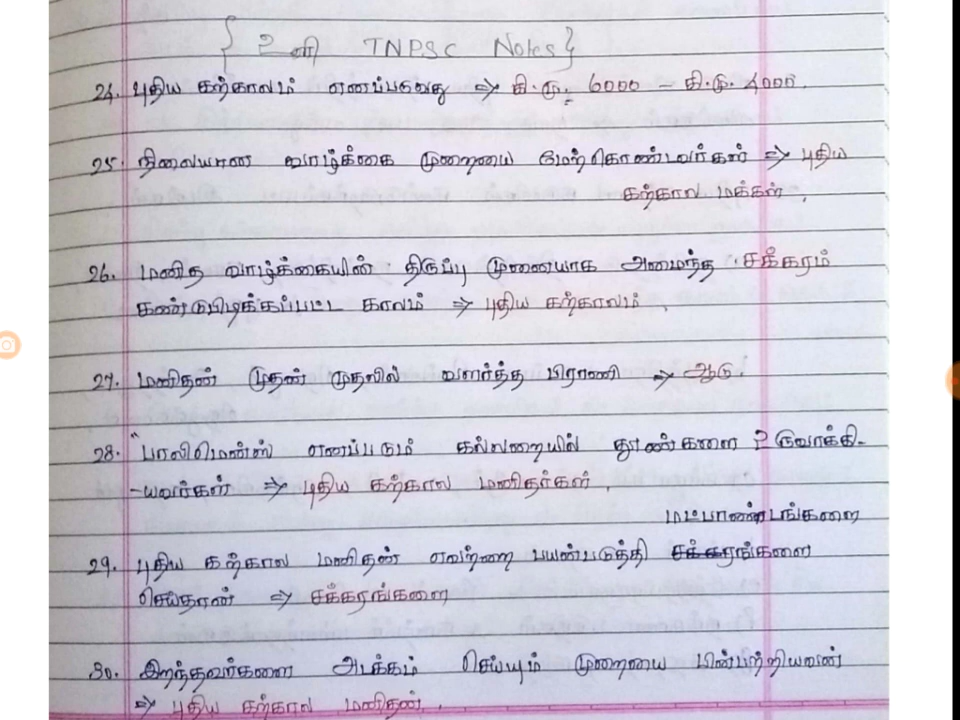 { உளி TNPSC Notes}
24. புதிய கற்காலம் எனப்படுவது ⇒ கி.மு. 6000 – கி.மு. 4000.
25. நிலையான வாழ்க்கை முறையை மேற்கொண்டவர்கள் ⇒ புதிய
கற்கால மக்கள்.
26. மனித வாழ்க்கையின் திருப்பு முனையாக அமைந்த சக்கரம்
கண்டுபிடிக்கப்பட்ட காலம் ⇒ புதிய கற்காலம்.
27. மனிதன் முதன் முதலில் வளர்த்த பிராணி ⇒ ஆடு.
28. "பாலிமென்ஸ் எனப்படும் கல்லறையில் தூண்களை உருவாக்கி-
-யவர்கள் ⇒ புதிய கற்கால மனிதர்கள்.
மட்பாண்டங்களை
29. புதிய கற்கால மனிதன் எவற்றை பயன்படுத்தி சக்கரங்களை
செய்தான் ⇒ சக்கரங்களை
30. இறந்தவர்களை அடக்கம் செய்யும் முறையை பின்பற்றியவன்
⇒ புதிய கற்கால மனிதன்.